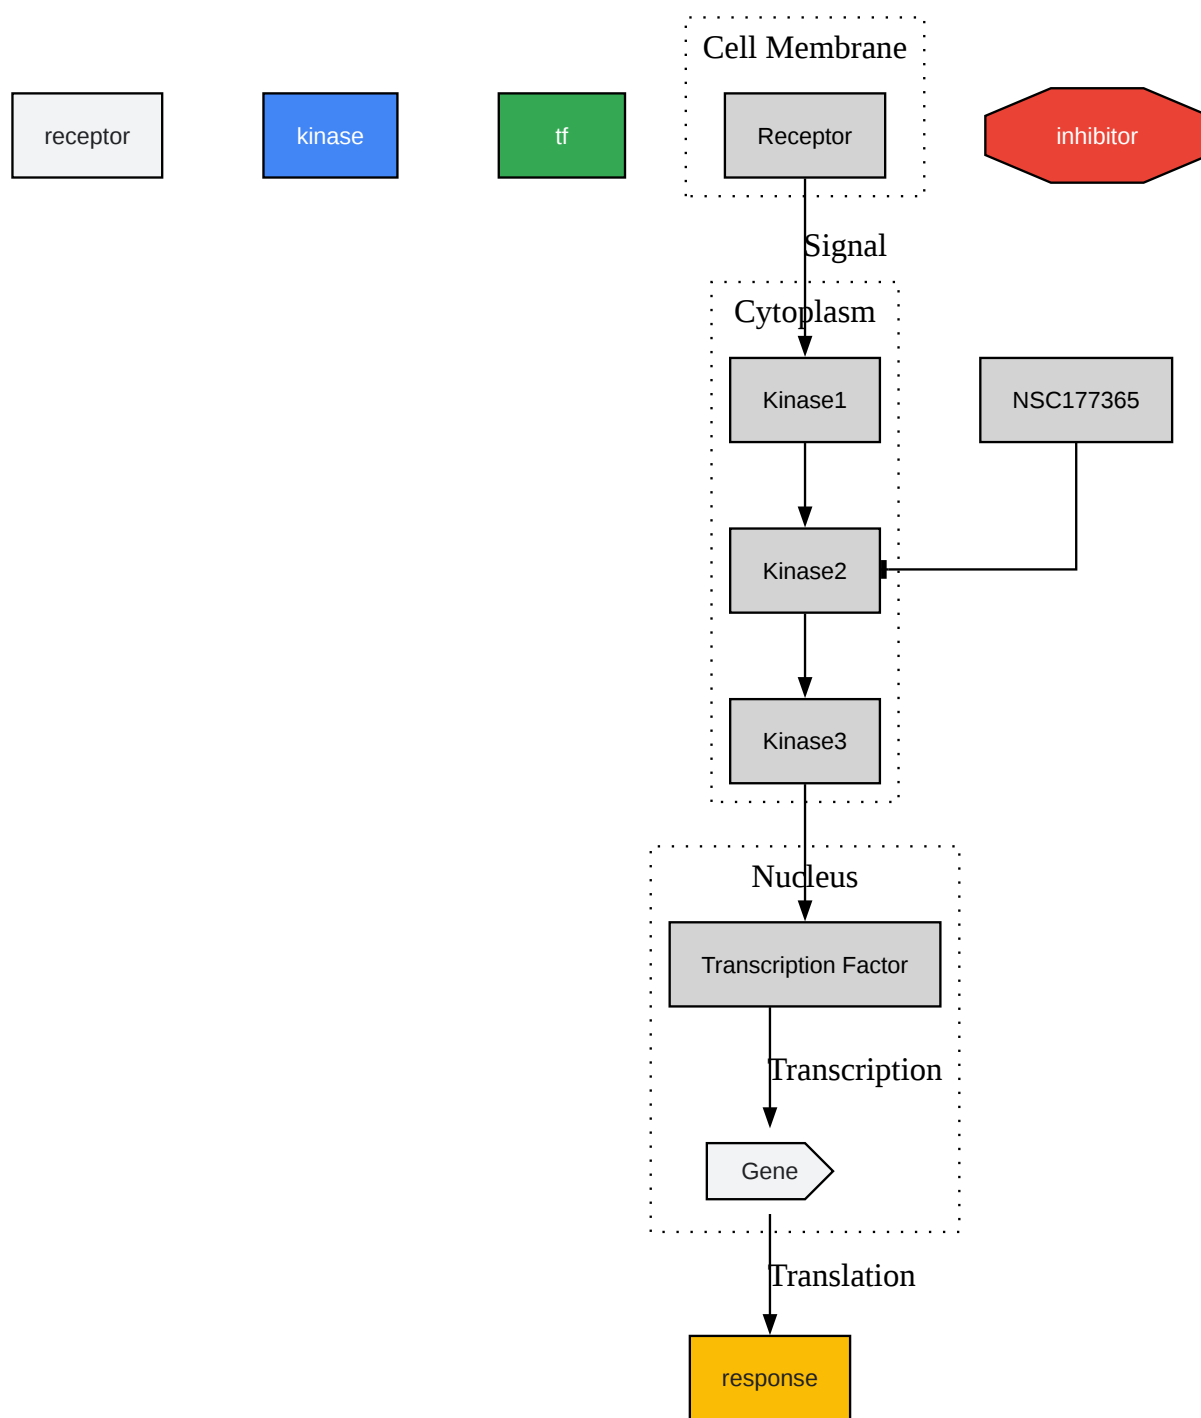 Cell Membrane
receptor
kinase
tf
Receptor
inhibitor
Signal
Cytoplasm
Kinase1
NSC177365
Kinase2
Kinase3
Nucleus
Transcription Factor
Transcription
Gene
Translation
response